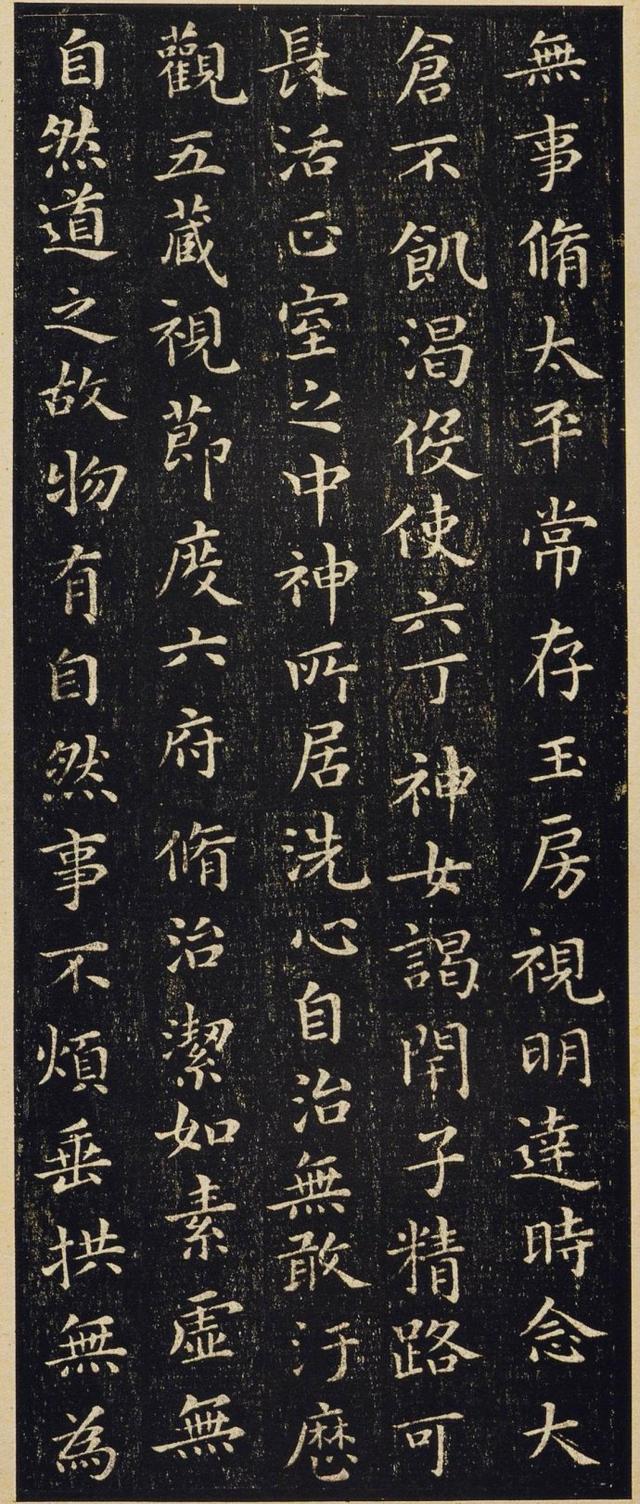 無事脩太平常存玉房視明達時念大
倉不飢渴伇使六丁神女謁閇子精路可
長活正室之中神所居洗心自治無敢汙歷
觀五藏視節度六府脩治潔如素虛無
自然道之故物有自然事不煩垂拱無為